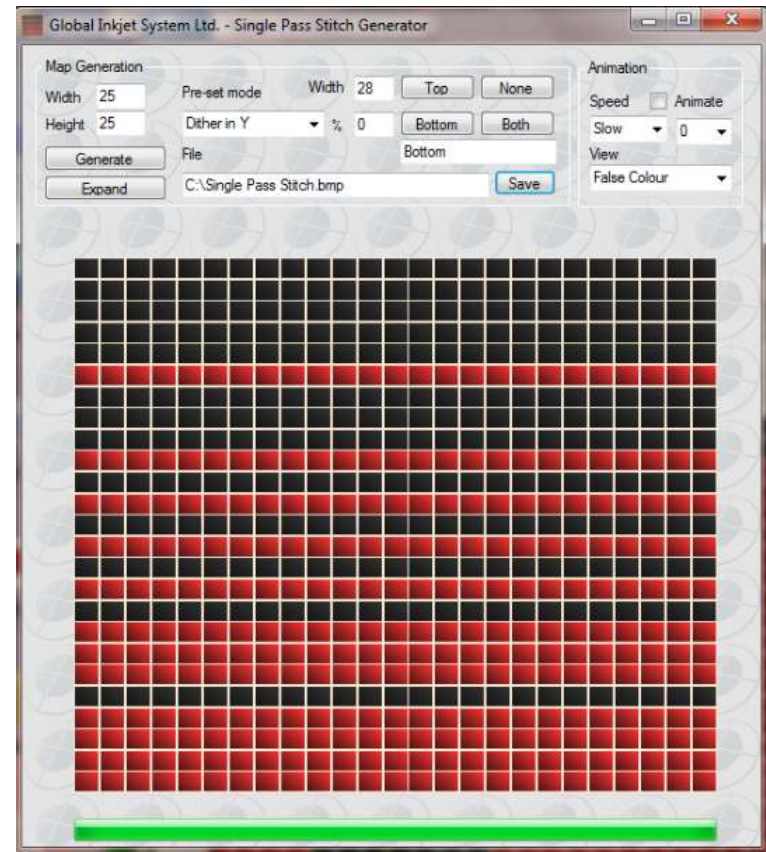 Global Inkjet System Ltd. - Single Pass Stitch Generator
Map Generation
Width 25
Height 25
Generate
Expand
Pre-set mode
Dither in Y
Width 28
% 0
Top
None
Bottom
Both
File
Bottom
C:\Single Pass Stitch.bmp
Save
Animation
Speed
Animate
Slow
0
View
False Colour